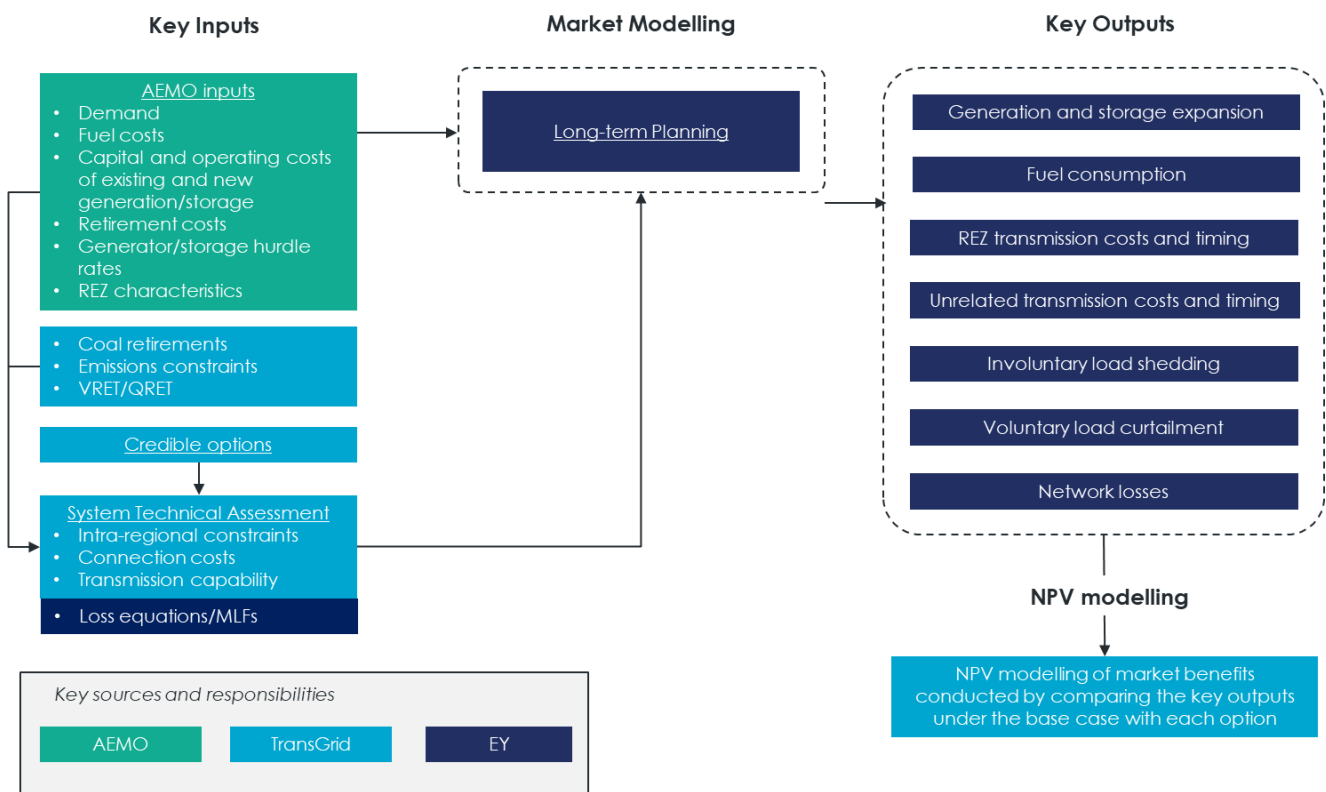 Key Inputs
Market Modelling
Key Outputs
AEMO inputs
• Demand
• Fuel costs
• Capital and operating costs
of existing and new
generation/storage
• Retirement costs
• Generator/storage hurdle
rates
• REZ characteristics
• Coal retirements
• Emissions constraints
• VRET/QRET
Credible options
System Technical Assessment
• Intra-regional constraints
• Connection costs
• Transmission capability
• Loss equations/MLFs
Long-term Planning
Generation and storage expansion
Fuel consumption
REZ transmission costs and timing
Unrelated transmission costs and timing
Involuntary load shedding
Voluntary load curtailment
Network losses
NPV modelling
NPV modelling of market benefits
conducted by comparing the key outputs
under the base case with each option
Key sources and responsibilities
AEMO
TransGrid
EY